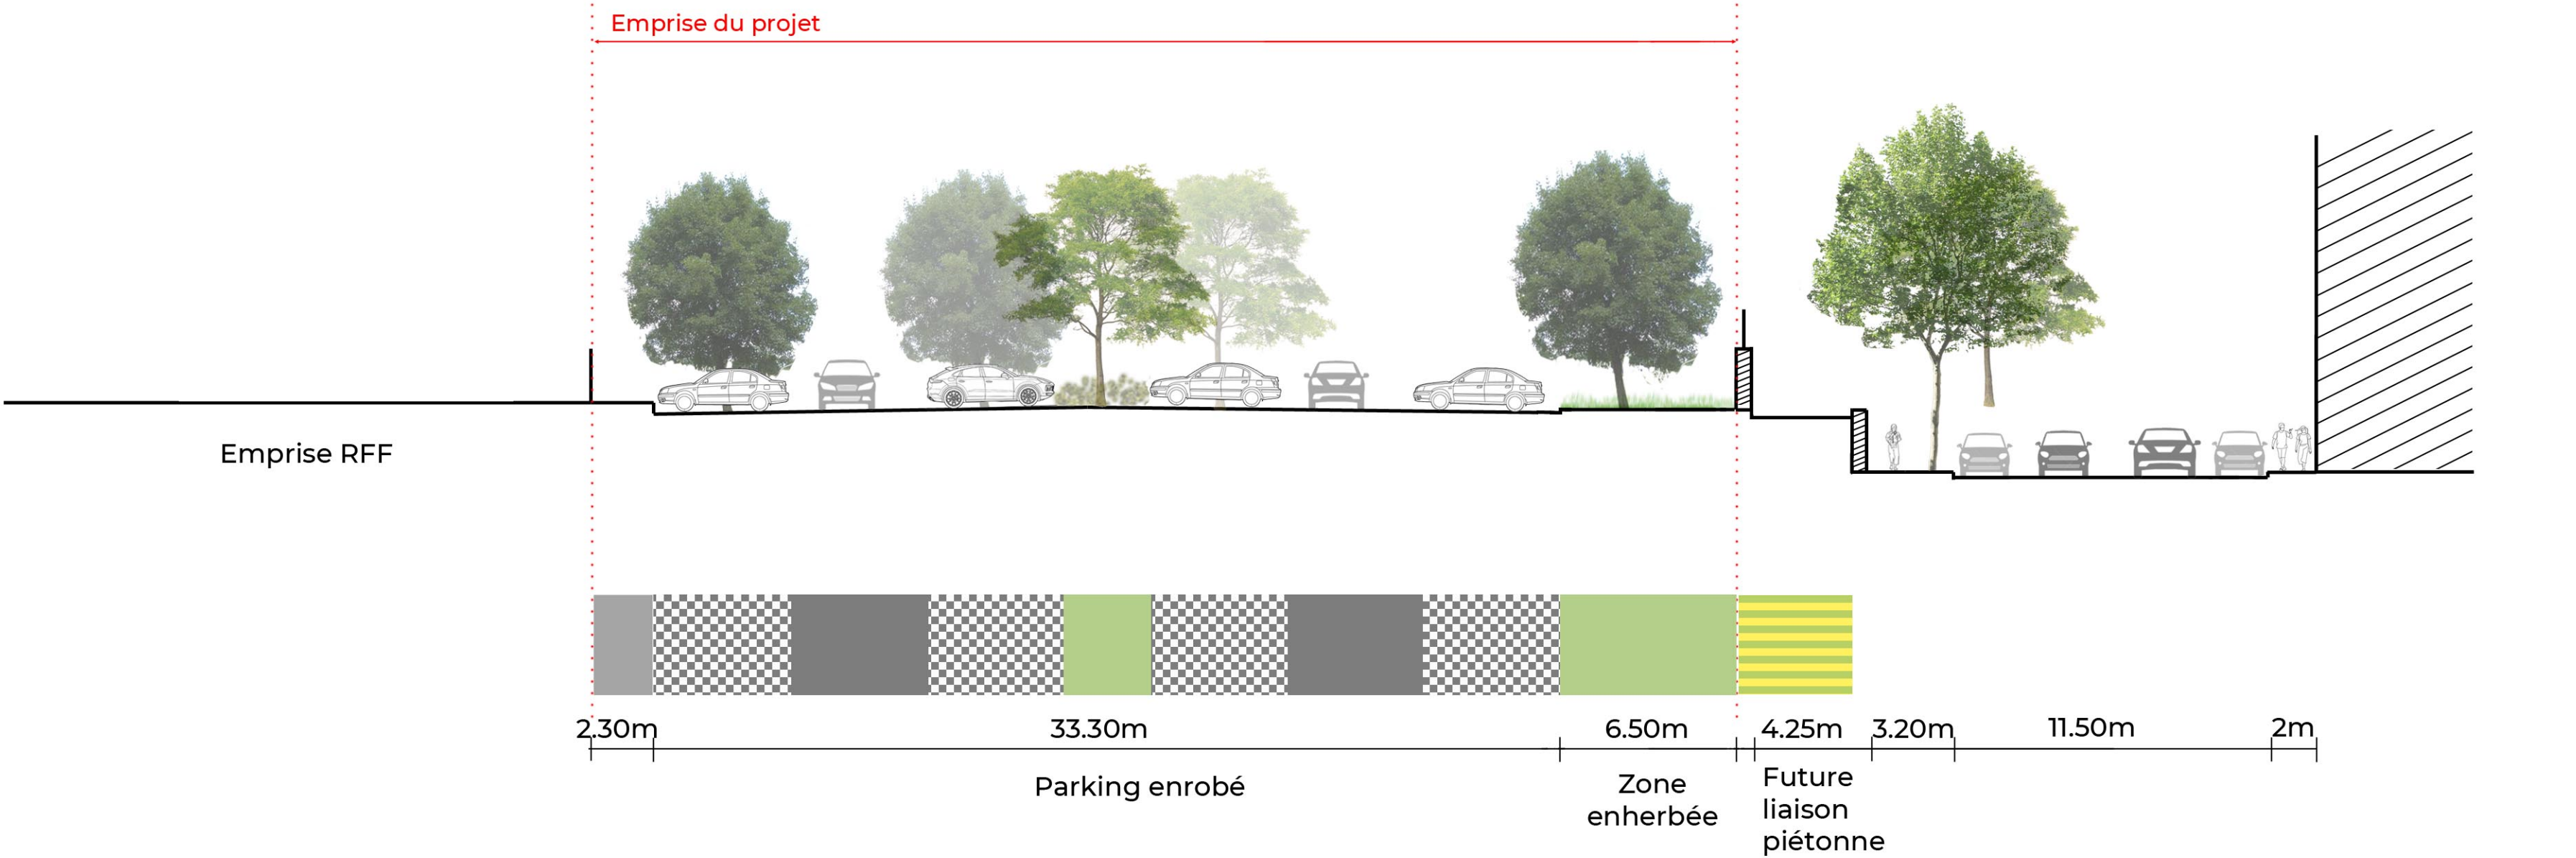 Emprise du projet
Emprise RFF
2.30m
33.30m
6.50m
4.25m
3.20m
11.50m
2m
Parking enrobé
Zone
enherbée
Future
liaison
piétonne